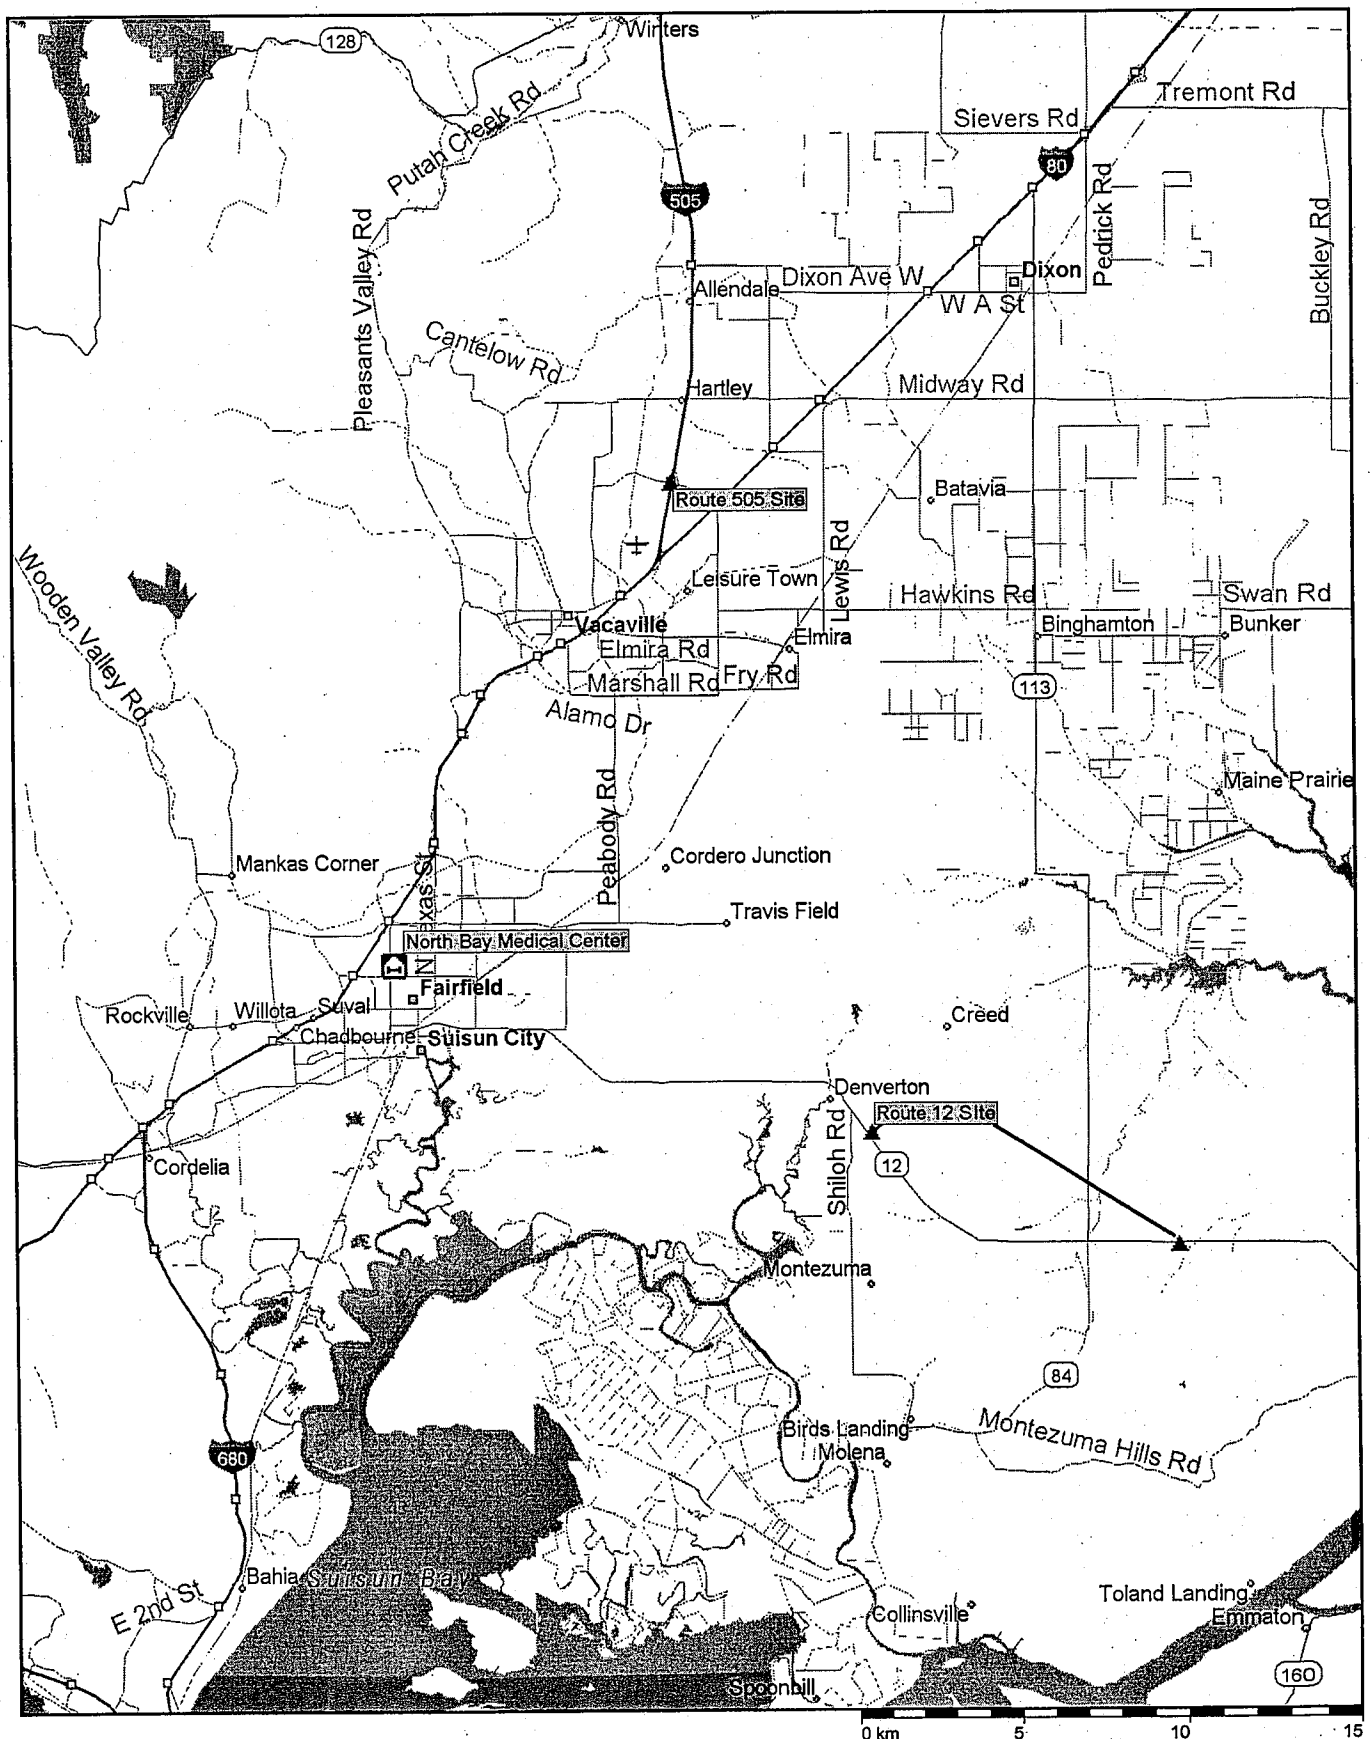 Winters
128
Tremont Rd
Sievers Rd
80
Putah Creek Rd
505
Pedrick Rd
Buckley Rd
Pleasants Valley Rd
Dixon
Dixon Ave W
Allendale
W A St
Cantelow Rd
Midway Rd
Hartley
Batavia
Route 505 Site
Lewis Rd
Wooden Valley Rd
Leisure Town
Hawkins Rd
Swan Rd
Vacaville
Binghamton
Bunker
Elmira
Elmira Rd
Fry Rd
Marshall Rd
113
Alamo Dr
Maine Prairie
Peabody Rd
Mankas Corner
Cordero Junction
N Texas St
Travis Field
North Bay Medical Center
Fairfield
Rockville
Willota
Suval
Creed
Chadbourne
Suisun City
Denverton
Route 12 SIte
Shiloh Rd
12
Cordelia
Montezuma
84
Birds Landing
Montezuma Hills Rd
Molena
680
Bahia
Suisun Bay
E 2nd St
Collinsville
Toland Landing
Emmaton
160
Spoonbill
0 km 5 10 15